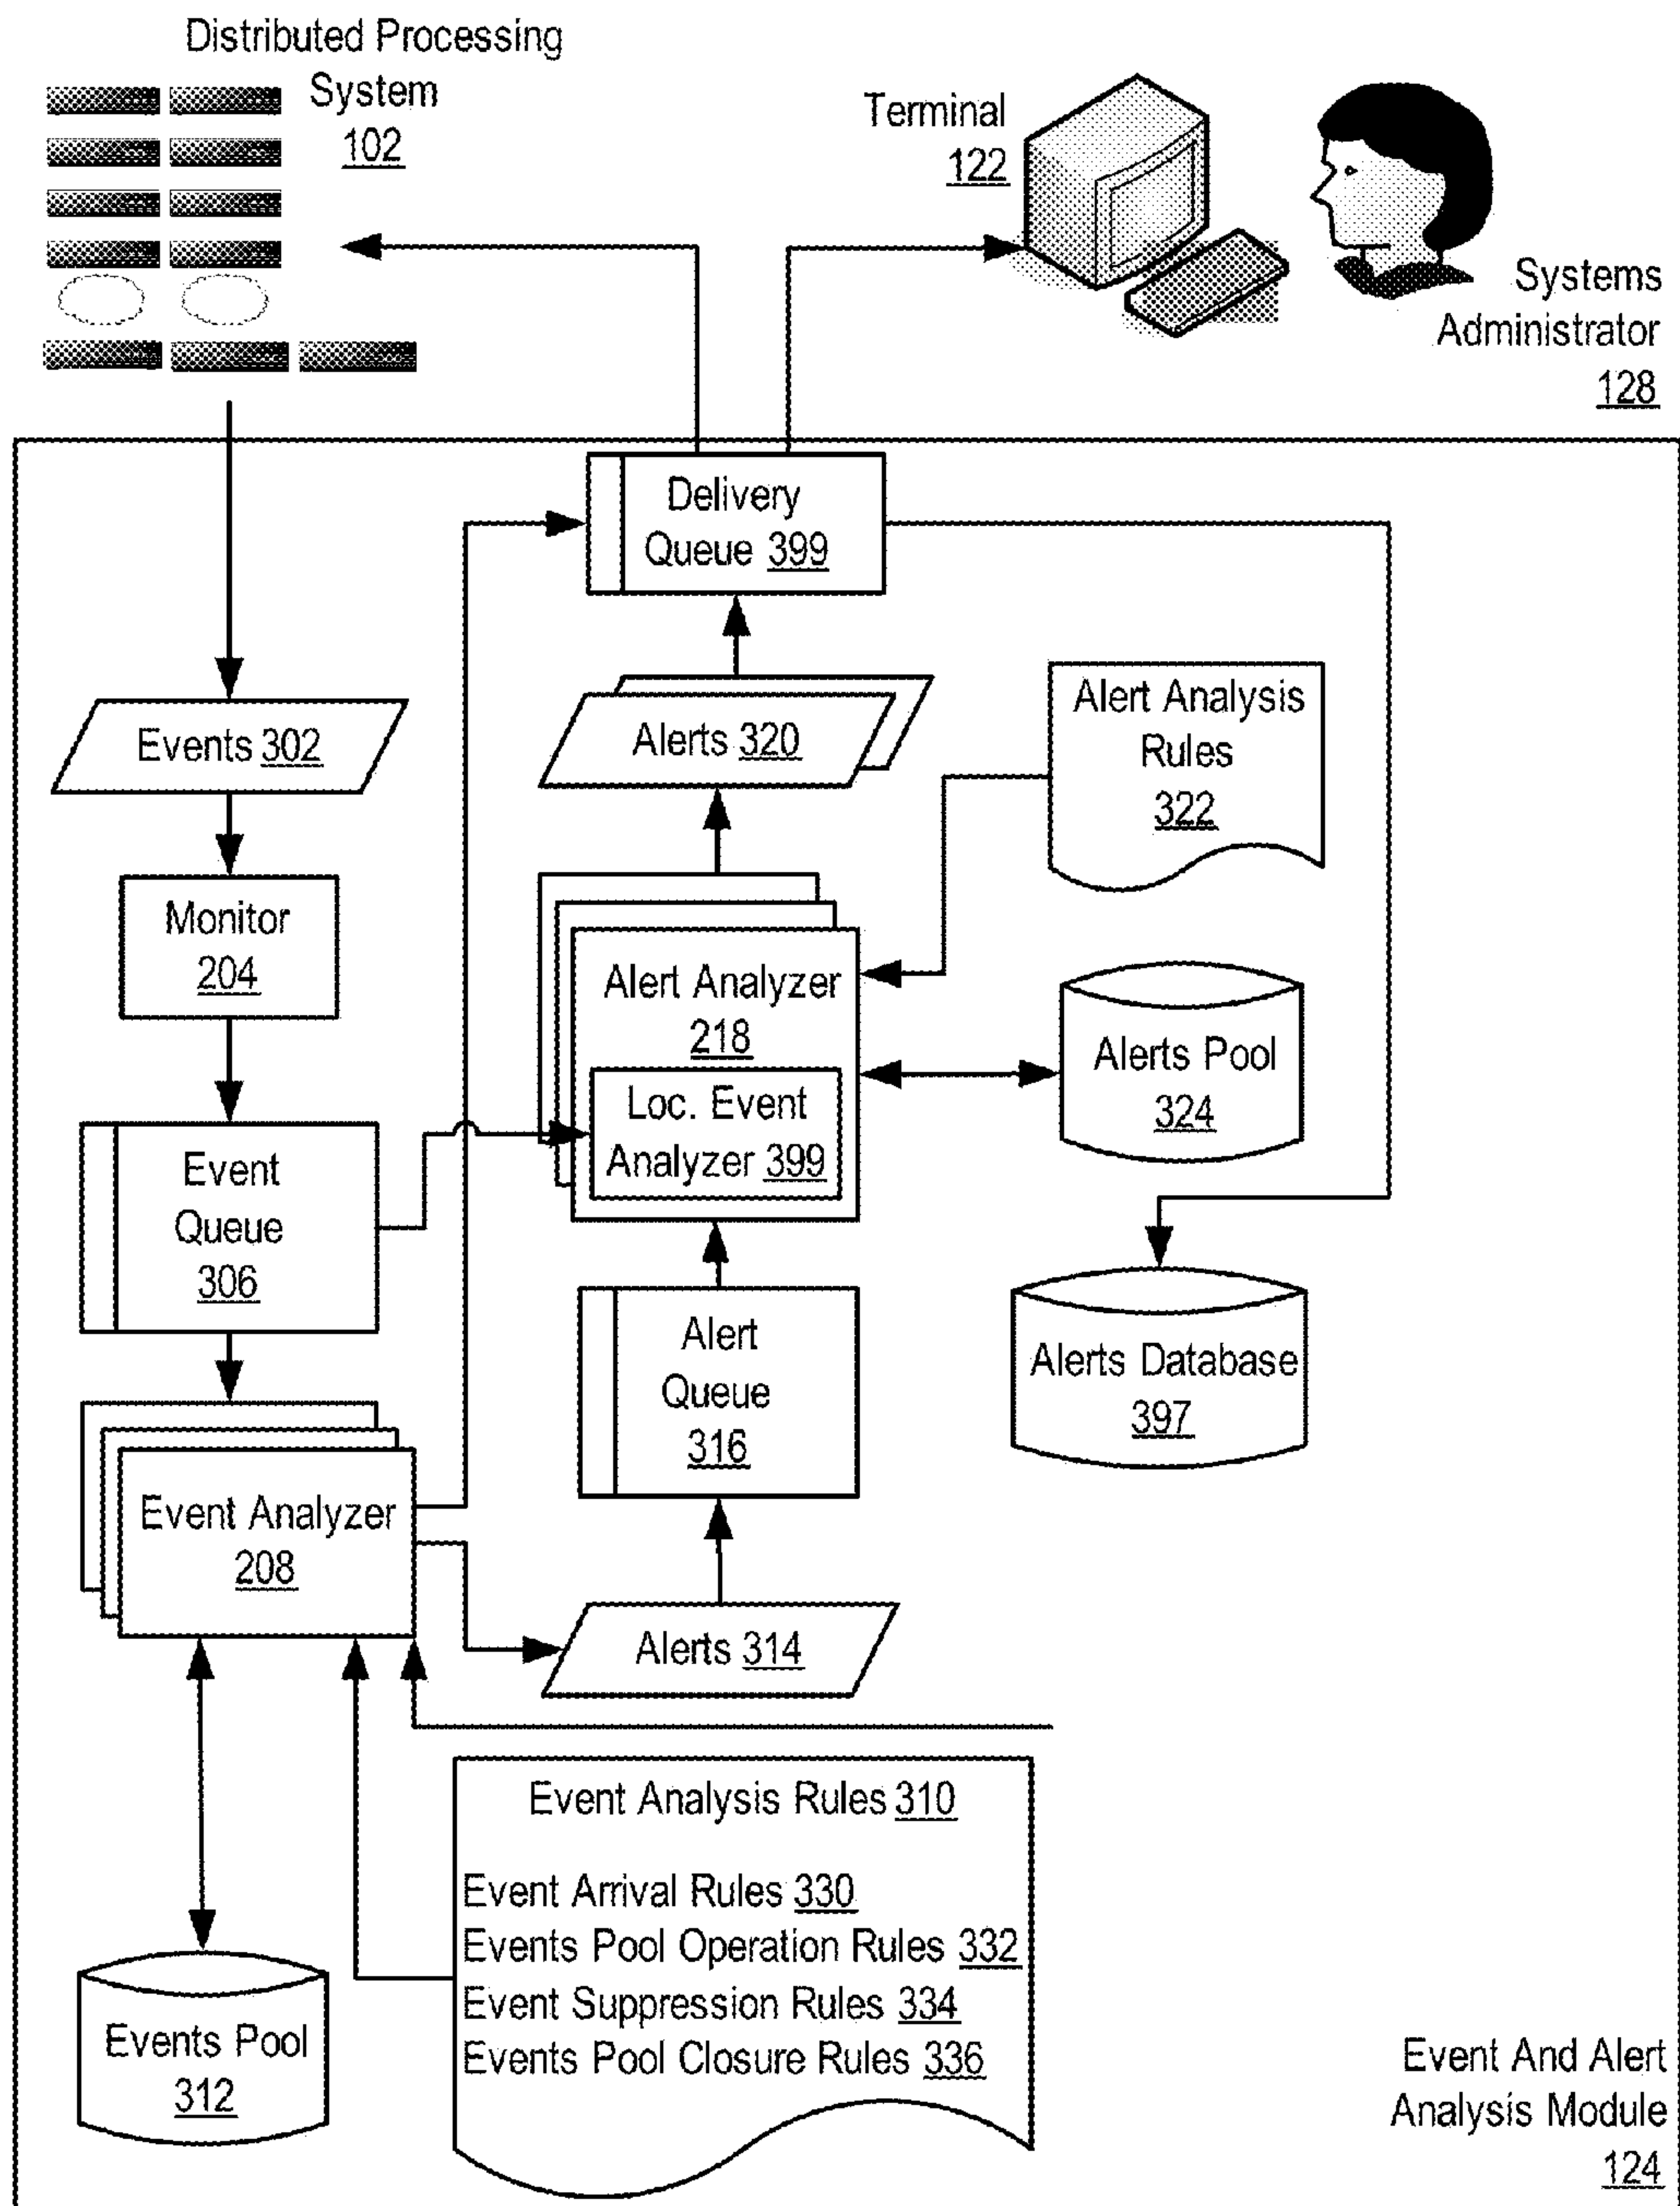 Distributed Processing
System
102
Terminal
122
Systems
Administrator
128
Delivery
Queue 399
Events 302
Alerts 320
Alert Analysis
Rules
322
Monitor
204
Alert Analyzer
218
Loc. Event
Analyzer 399
Alerts Pool
324
Event
Queue
306
Alert
Queue
316
Alerts Database
397
Event Analyzer
208
Alerts 314
Event Analysis Rules 310
Event Arrival Rules 330
Events Pool Operation Rules 332
Event Suppression Rules 334
Events Pool Closure Rules 336
Events Pool
312
Event And Alert
Analysis Module
124